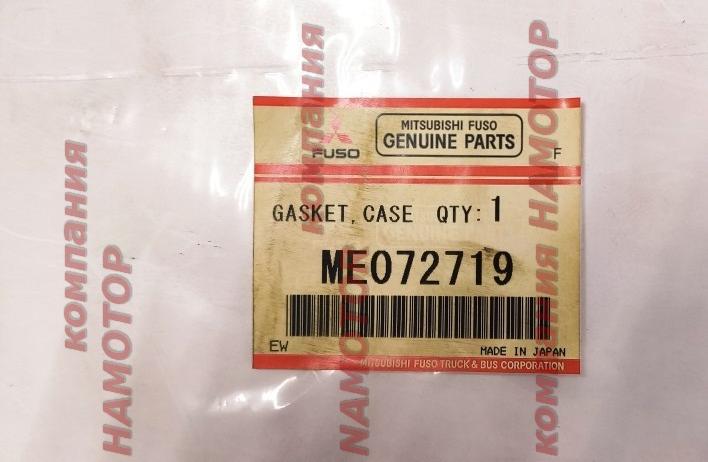 MITSUBISHI FUSO
GENUINE PARTS
FUSO
F
GASKET, CASE QTY: 1
ME072719
EW
MADE IN JAPAN
MITSUBISHI FUSO TRUCK & BUS CORPORATION
компания
НАМОТОР
компания
NAMOTOP
компания НАМОТОР